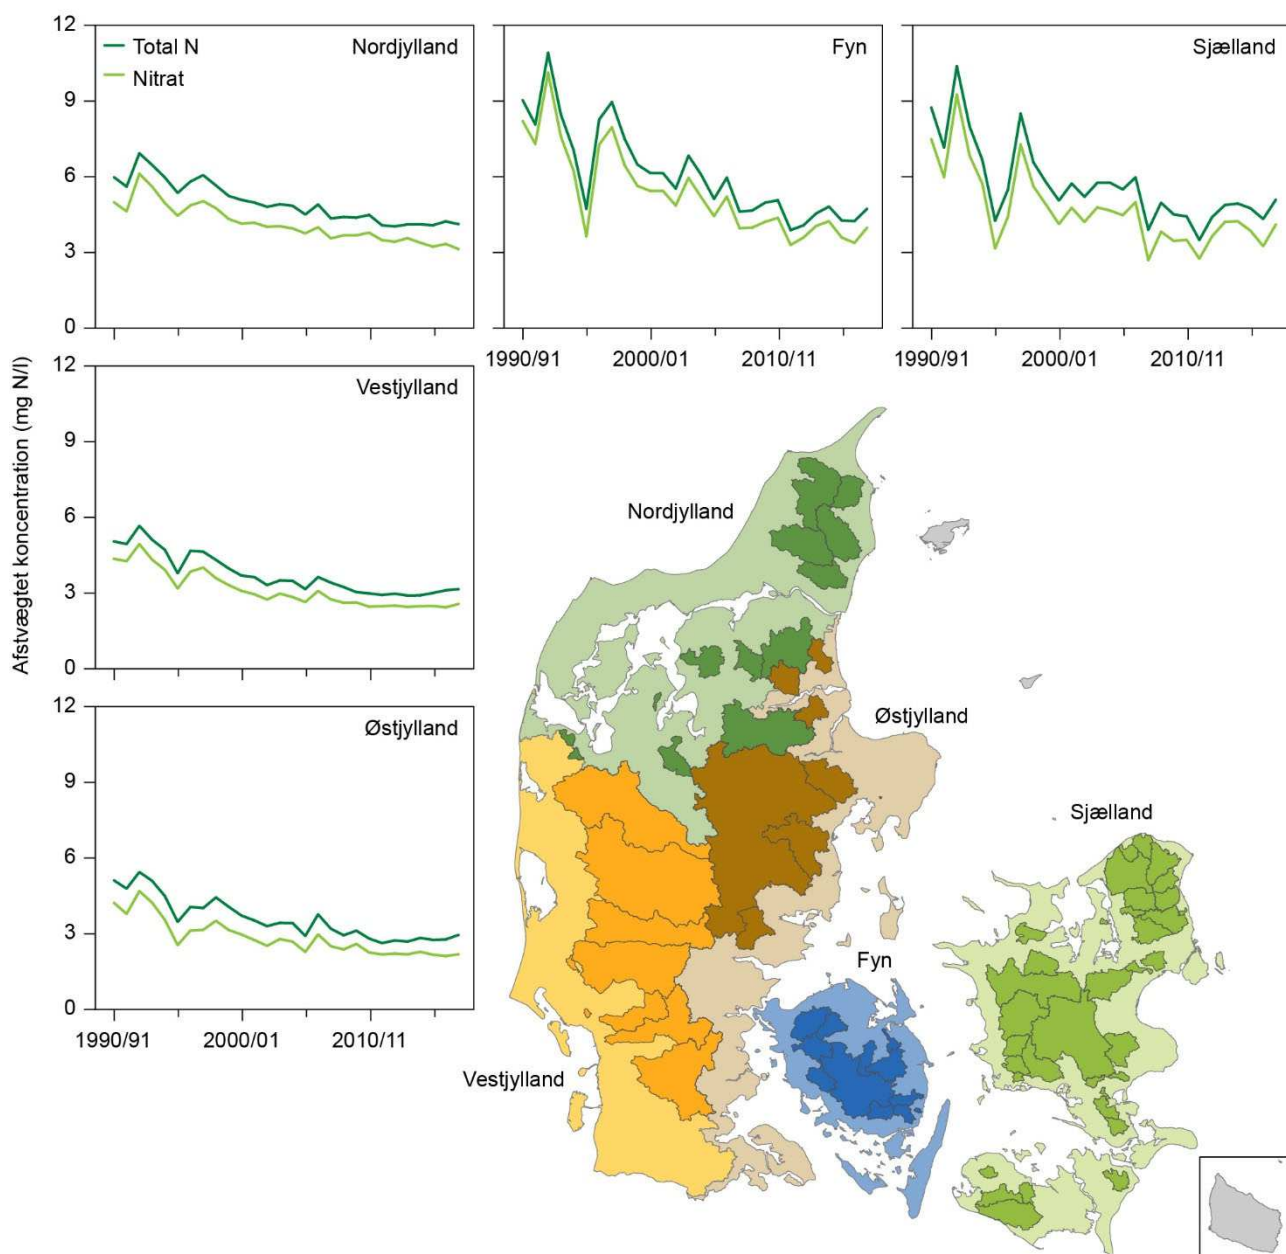 Afstvægtet koncentration (mg N/l)
12
9
6
3
0
Total N
Nitrat
Nordjylland
Fyn
1990/91
2000/01
2010/11
Sjælland
1990/91
2000/01
2010/11
12
9
6
3
0
Vestjylland
12
9
6
3
0
Østjylland
1990/91
2000/01
2010/11
Nordjylland
Østjylland
Sjælland
Fyn
Vestjylland